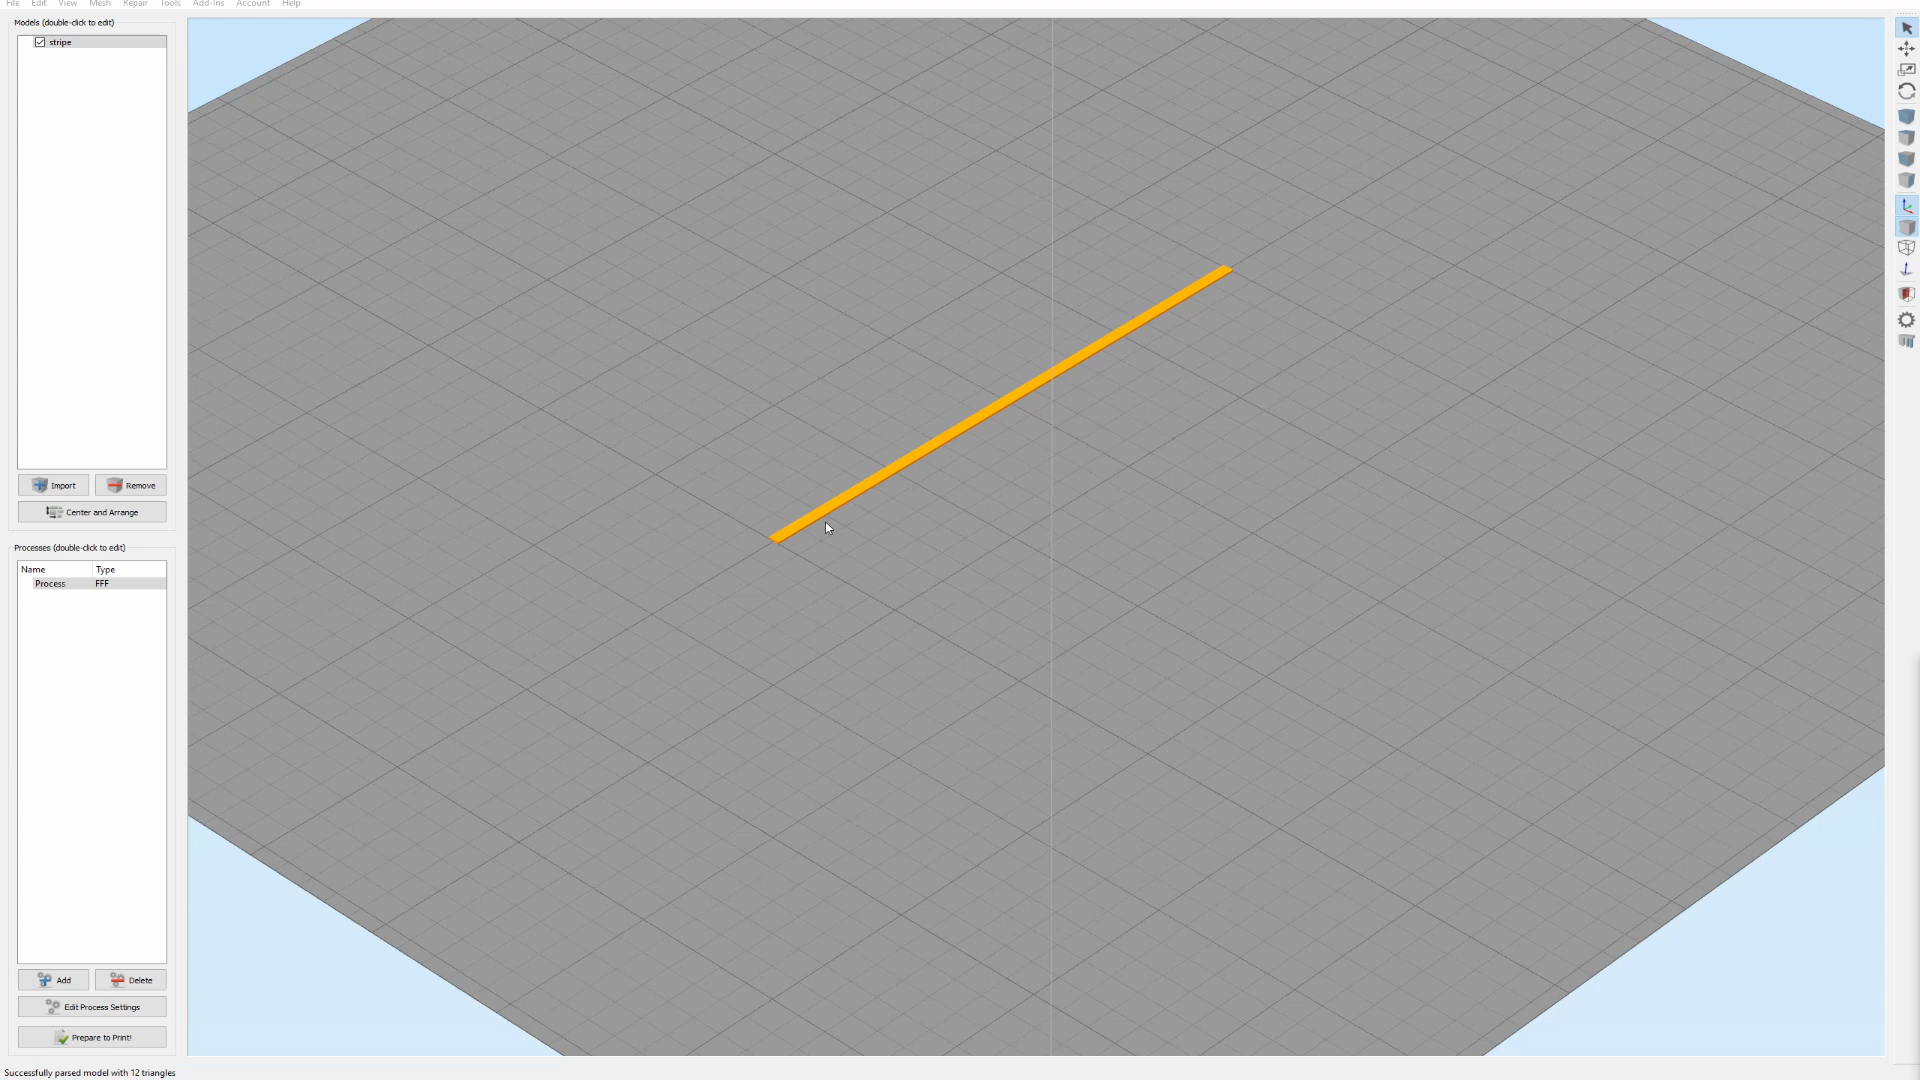 File Edit View Mesh Repair Tools Add-Ins Account Help
Models (double-click to edit)
stripe
Import Remove
Center and Arrange
Processes (double-click to edit)
Name Type
Process FFF
Add Delete
Edit Process Settings
Prepare to Print!
Successfully parsed model with 12 triangles